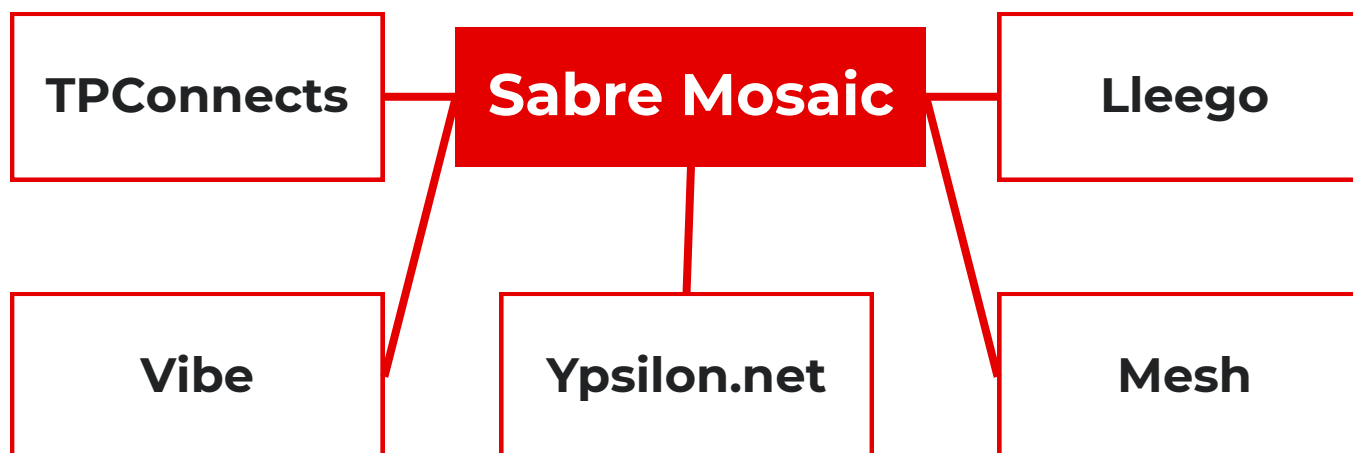 TPConnects
Sabre Mosaic
Lleego
Vibe
Ypsilon.net
Mesh